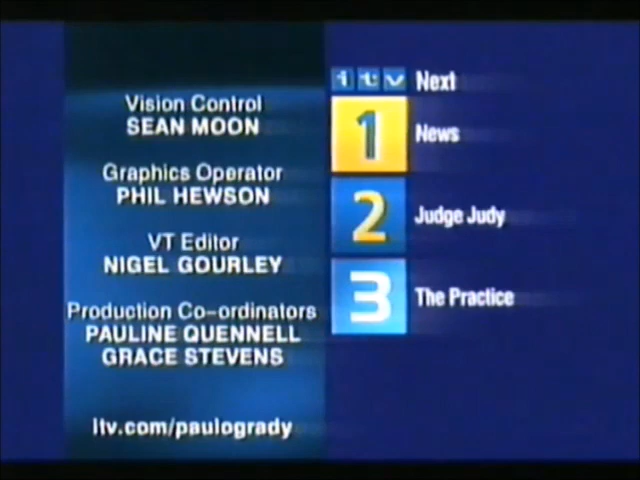 Vision Control
SEAN MOON
Graphics Operator
PHIL HEWSON
VT Editor
NIGEL GOURLEY
Production Co-ordinators
PAULINE QUENNELL
GRACE STEVENS
itv.com/paulogrady
itv Next
1 News
2 Judge Judy
3 The Practice